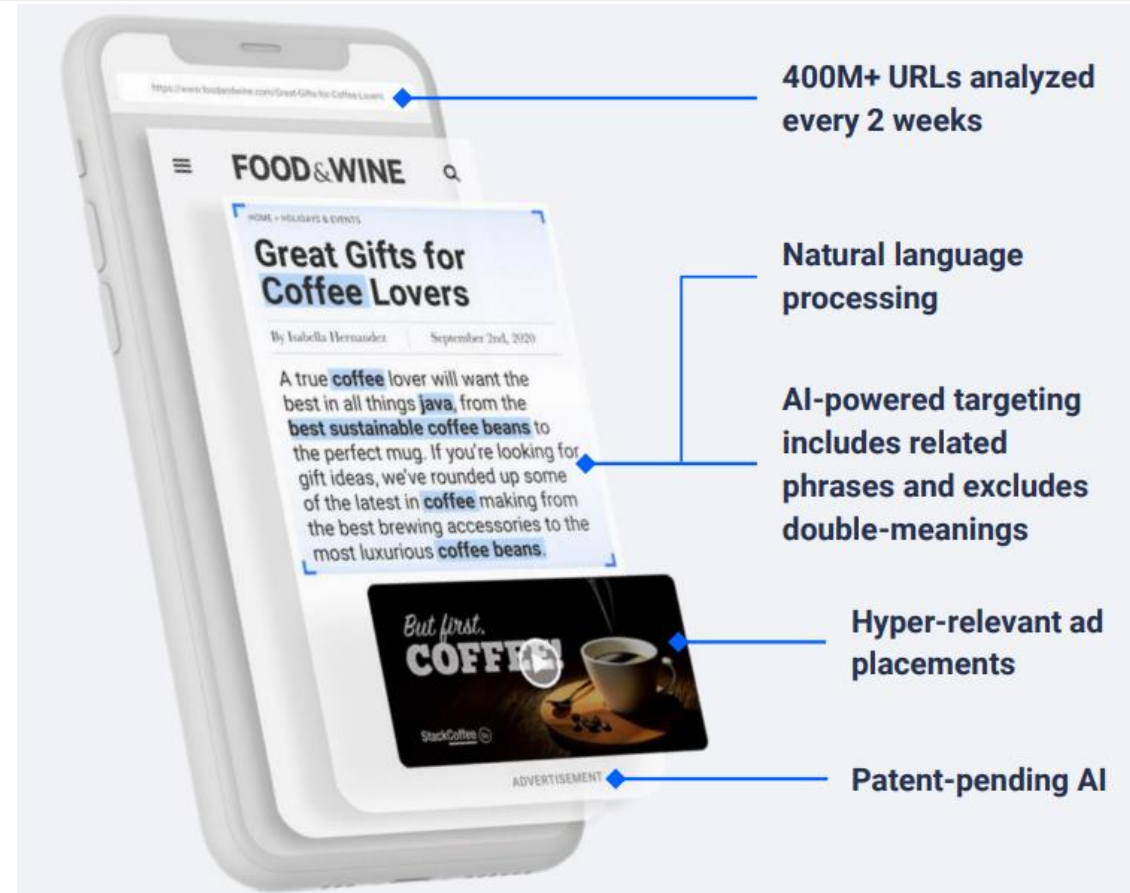 https://www.foodandwine.com/Great-Gifts-for-Coffee-Lovers
400M+ URLs analyzed
every 2 weeks
FOOD&WINE
HOME > HOLIDAYS & EVENTS
Great Gifts for
Coffee Lovers
By Isabella Hernandez
September 2nd, 2020
A true coffee lover will want the
best in all things java, from the
best sustainable coffee beans to
the perfect mug. If you're looking for
gift ideas, we've rounded up some
of the latest in coffee making from
the best brewing accessories to the
most luxurious coffee beans.
Natural language
processing
AI-powered targeting
includes related
phrases and excludes
double-meanings
But first,
COFFEE!
StackCoffee
Hyper-relevant ad
placements
ADVERTISEMENT
Patent-pending AI